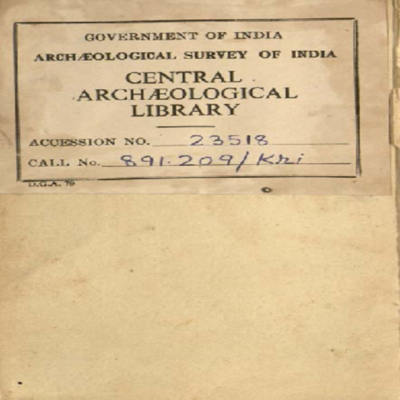 GOVERNMENT OF INDIA
ARCHÆOLOGICAL SURVEY OF INDIA
CENTRAL
ARCHÆOLOGICAL
LIBRARY
ACCESSION NO. 23518
CALL No. 891.209/Kri
D.G.A. 79